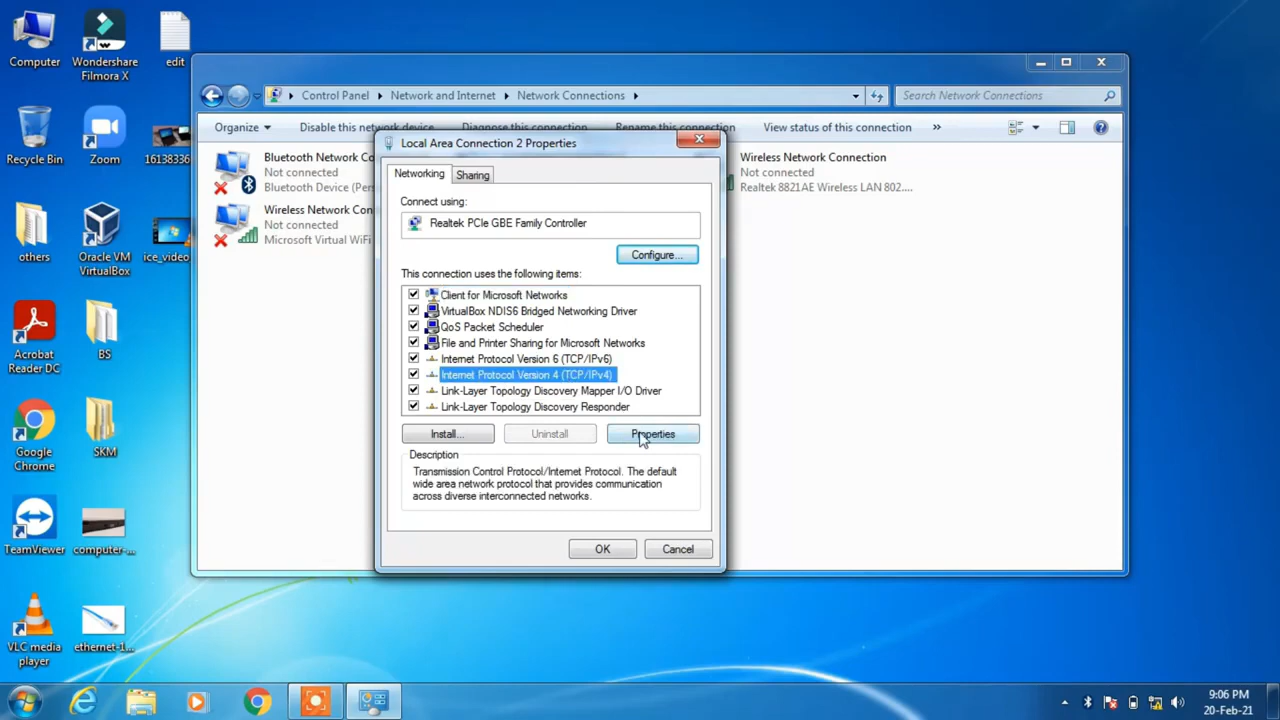 Computer
Wondershare
Filmora X
edit
Recycle Bin
Zoom
16138336
others
Oracle VM
VirtualBox
ice_video
Acrobat
Reader DC
BS
Google
Chrome
SKM
TeamViewer
computer-...
VLC media
player
ethernet-1...
Control Panel
Network and Internet
Network Connections
Search Network Connections
Organize
Disable this network device
Diagnose this connection
Rename this connection
View status of this connection
»
Bluetooth Network Co
Not connected
Bluetooth Device (Pers
Wireless Network Con
Not connected
Microsoft Virtual WiFi
Wireless Network Connection
Not connected
Realtek 8821AE Wireless LAN 802....
Local Area Connection 2 Properties
Networking
Sharing
Connect using:
Realtek PCIe GBE Family Controller
Configure...
This connection uses the following items:
Client for Microsoft Networks
VirtualBox NDIS6 Bridged Networking Driver
QoS Packet Scheduler
File and Printer Sharing for Microsoft Networks
Internet Protocol Version 6 (TCP/IPv6)
Internet Protocol Version 4 (TCP/IPv4)
Link-Layer Topology Discovery Mapper I/O Driver
Link-Layer Topology Discovery Responder
Install...
Uninstall
Properties
Description
Transmission Control Protocol/Internet Protocol. The default
wide area network protocol that provides communication
across diverse interconnected networks.
OK
Cancel
9:06 PM
20-Feb-21